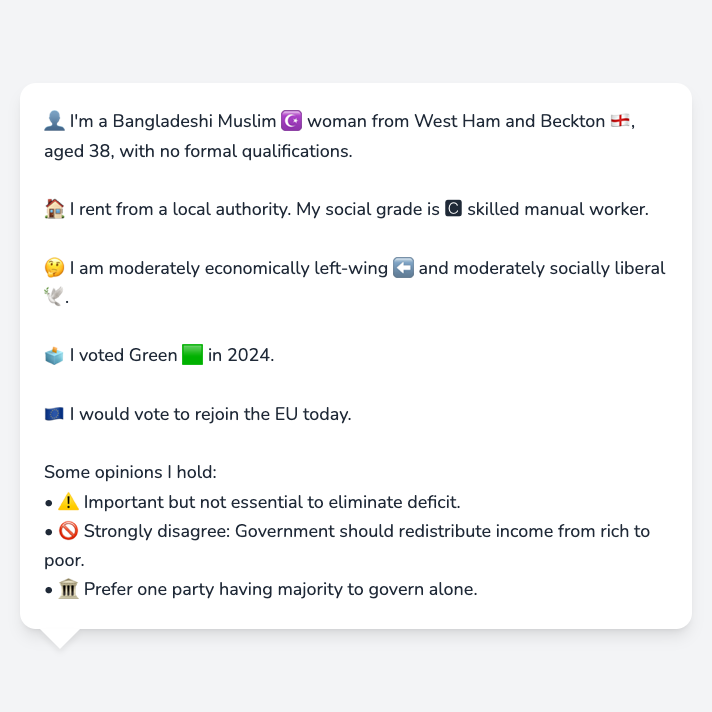 👤 I'm a Bangladeshi Muslim ☪️ woman from West Ham and Beckton 🏴󠁧󠁢󠁥󠁮󠁧󠁿,
aged 38, with no formal qualifications.
🏠 I rent from a local authority. My social grade is 🅲 skilled manual worker.
🤔 I am moderately economically left-wing ⬅️ and moderately socially liberal
🕊️.
🗳️ I voted Green 🟩 in 2024.
🇪🇺 I would vote to rejoin the EU today.
Some opinions I hold:
• ⚠️ Important but not essential to eliminate deficit.
• 🚫 Strongly disagree: Government should redistribute income from rich to
poor.
• 🏛️ Prefer one party having majority to govern alone.